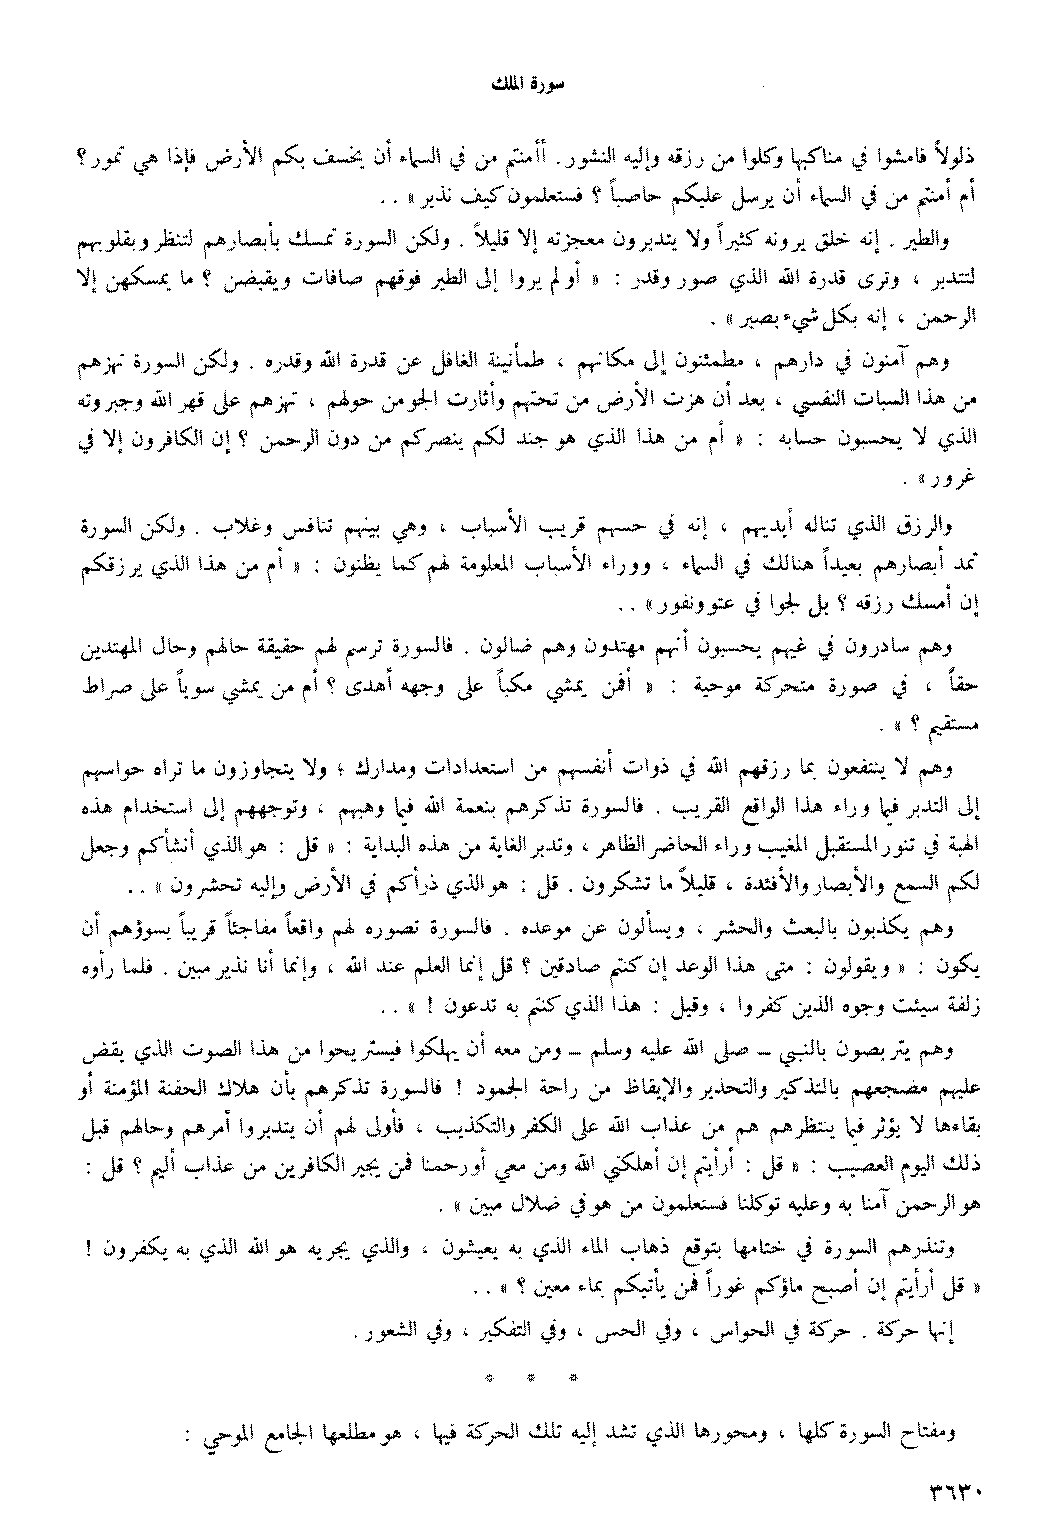 سورة الملك
ذلولاً فامشوا في مناكبها وكلوا من رزقه وإليه النشور. أأمنتم من في السماء أن يخسف بكم الأرض فإذا هي تمور؟
أم أمنتم من في السماء أن يرسل عليكم حاصباً ؟ فستعلمون كيف نذير » . .
والطير . إنه خلق يرونه كثيراً ولا يتدبرون معجزته إلا قليلاً . ولكن السورة تمسك بأبصارهم لتنظر وبقلوبهم
لتتدبر ، وترى قدرة الله الذي صور وقدر : « أولم يروا إلى الطير فوقهم صافات ويقبضن ؟ ما يمسكهن إلا
الرحمن ، إنه بكل شيء بصير » .
وهم آمنون في دارهم ، مطمئنون إلى مكانهم ، طمأنينة الغافل عن قدرة الله وقدره . ولكن السورة تهزهم
من هذا السبات النفسي ، بعد أن هزت الأرض من تحتهم وأثارت الجو من حولهم ، تهزهم على قهر الله وجبروته
الذي لا يحسبون حسابه : « أم من هذا الذي هو جند لكم ينصركم من دون الرحمن ؟ إن الكافرون إلا في
غرور » .
والرزق الذي تناله أيديهم ، إنه في حسهم قريب الأسباب ، وهي بينهم تنافس وغلاب . ولكن السورة
تمد أبصارهم بعيداً هنالك في السماء ، ووراء الأسباب المعلومة لهم كما يظنون : « أم من هذا الذي يرزقكم
إن أمسك رزقه ؟ بل لجوا في عتو ونفور » . .
وهم سادرون في غيهم يحسبون أنهم مهتدون وهم ضالون . فالسورة ترسم لهم حقيقة حالهم وحال المهتدين
حقاً ، في صورة متحركة موحية : « أفمن يمشي مكباً على وجهه أهدى ؟ أم من يمشي سوياً على صراط
مستقيم ؟ » .
وهم لا ينتفعون بما رزقهم الله في ذوات أنفسهم من استعدادات ومدارك ؛ ولا يتجاوزون ما تراه حواسهم
إلى التدبر فيما وراء هذا الواقع القريب . فالسورة تذكرهم بنعمة الله فيما وهبهم ، وتوجههم إلى استخدام هذه
الهبة في تنور المستقبل المغيب وراء الحاضر الظاهر ، وتدبر الغاية من هذه البداية : « قل : هو الذي أنشأكم وجعل
لكم السمع والأبصار والأفئدة ، قليلاً ما تشكرون . قل : هو الذي ذرأكم في الأرض وإليه تحشرون » . .
وهم يكذبون بالبعث والحشر ، ويسألون عن موعده . فالسورة تصوره لهم واقعاً مفاجئاً قريباً يسوؤهم أن
يكون : « ويقولون : متى هذا الوعد إن كنتم صادقين ؟ قل إنما العلم عند الله ، وإنما أنا نذير مبين . فلما رأوه
زلفة سيئت وجوه الذين كفروا ، وقيل : هذا الذي كنتم به تدعون ! » . .
وهم يتربصون بالنبي – صلى الله عليه وسلم – ومن معه أن يهلكوا فيستريحوا من هذا الصوت الذي يقض
عليهم مضجعهم بالتذكير والتحذير والإيقاظ من راحة الجمود ! فالسورة تذكرهم بأن هلاك الحفنة المؤمنة أو
بقاءها لا يؤثر فيما ينتظرهم هم من عذاب الله على الكفر والتكذيب ، فأولى لهم أن يتدبروا أمرهم وحالهم قبل
ذلك اليوم العصيب : « قل : أرأيتم إن أهلكني الله ومن معي أو رحمنا فمن يجير الكافرين من عذاب أليم ؟ قل :
هو الرحمن آمنا به وعليه توكلنا فستعلمون من هو في ضلال مبين » .
وتنذرهم السورة في ختامها بتوقع ذهاب الماء الذي به يعيشون ، والذي يجريه هو الله الذي به يكفرون !
« قل أرأيتم إن أصبح ماؤكم غوراً فمن يأتيكم بماء معين ؟ » . .
إنها حركة . حركة في الحواس ، وفي الحس ، وفي التفكير ، وفي الشعور.
* * *
ومفتاح السورة كلها ، ومحورها الذي تشد إليه تلك الحركة فيها ، هو مطلعها الجامع الموحي :
٣٦٣٠